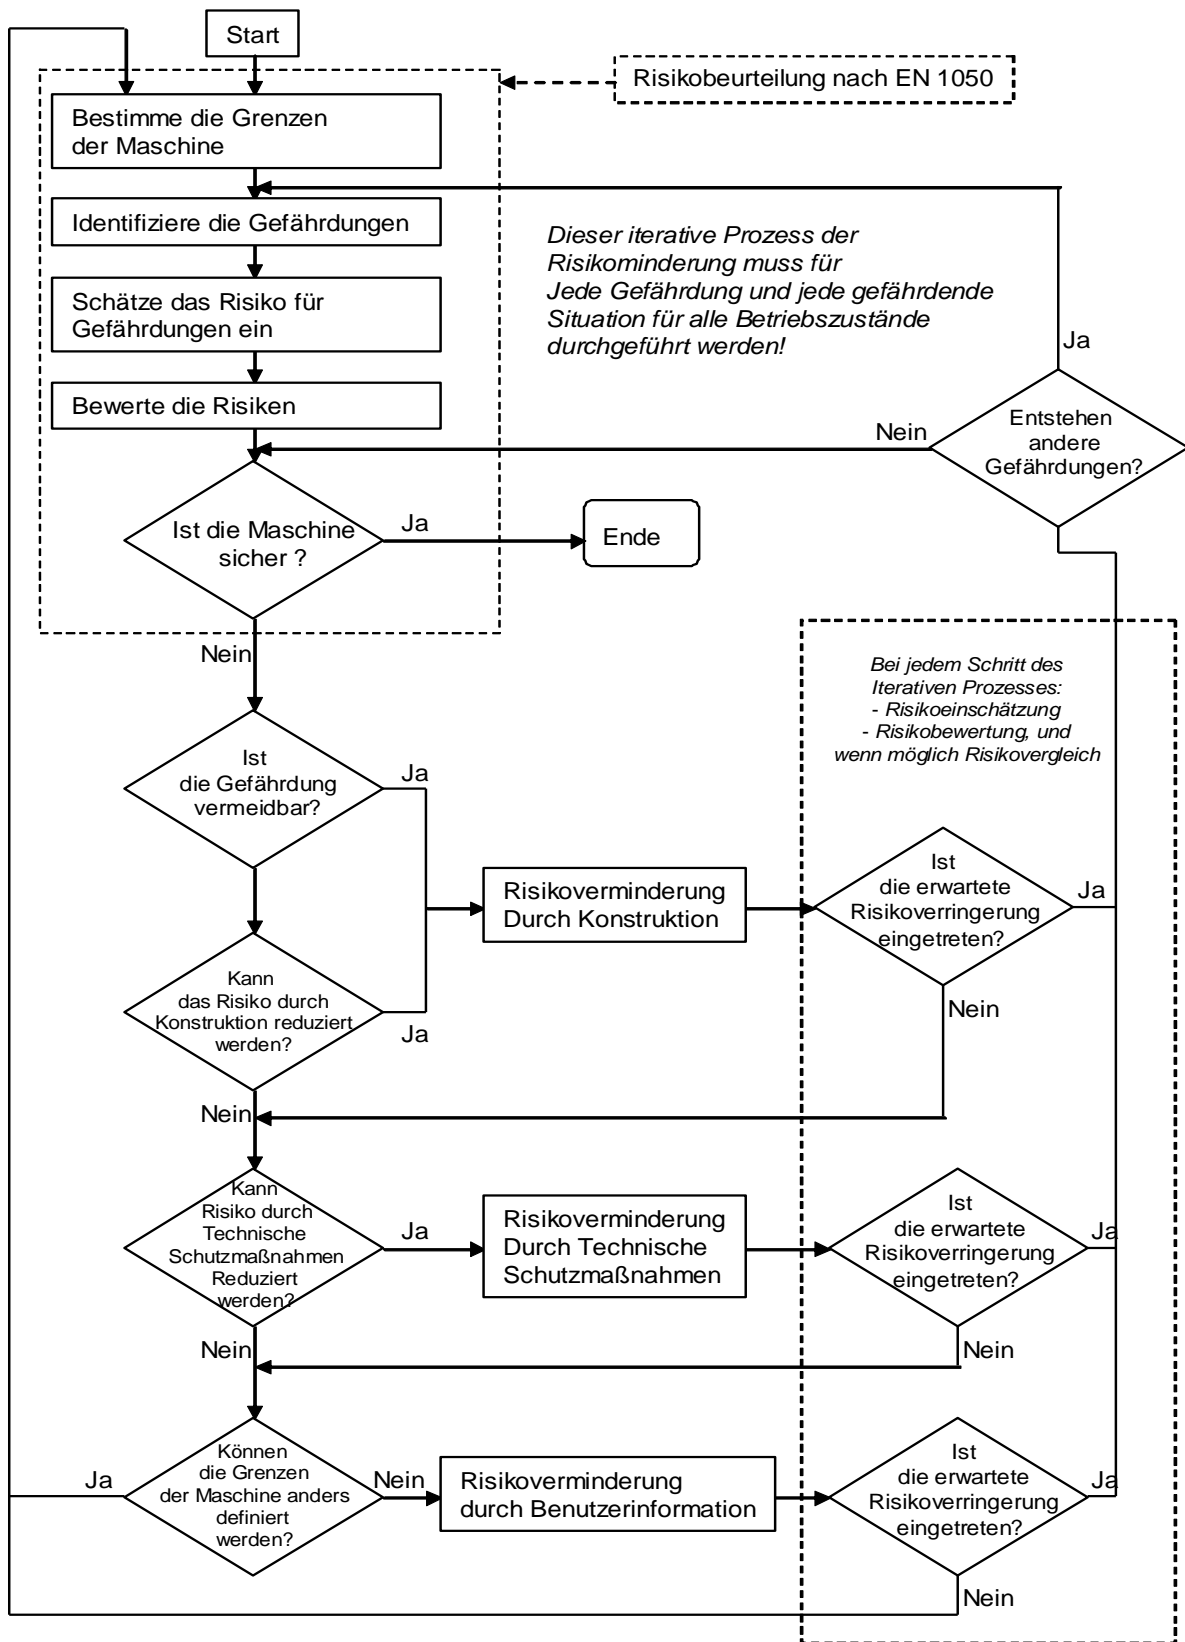 Start
Risikobeurteilung nach EN 1050
Bestimme die Grenzen
der Maschine
Identifiziere die Gefährdungen
Dieser iterative Prozess der
Risikominderung muss für
Jede Gefährdung und jede gefährdende
Situation für alle Betriebszustände
durchgeführt werden!
Schätze das Risiko für
Gefährdungen ein
Ja
Bewerte die Risiken
Nein
Entstehen
andere
Gefährdungen?
Ist die Maschine
sicher ?
Ja
Ende
Nein
Bei jedem Schritt des
Iterativen Prozesses:
- Risikoeinschätzung
- Risikobewertung, und
wenn möglich Risikovergleich
Ist
die Gefährdung
vermeidbar?
Ja
Risikoverminderung
Durch Konstruktion
Ist
die erwartete
Risikoverringerung
eingetreten?
Ja
Nein
Kann
das Risiko durch
Konstruktion reduziert
werden?
Ja
Nein
Kann
Risiko durch
Technische
Schutzmaßnahmen
Reduziert
werden?
Ja
Risikoverminderung
Durch Technische
Schutzmaßnahmen
Ist
die erwartete
Risikoverringerung
eingetreten?
Ja
Nein
Nein
Können
die Grenzen
der Maschine anders
definiert
werden?
Ja
Nein
Risikoverminderung
durch Benutzerinformation
Ist
die erwartete
Risikoverringerung
eingetreten?
Ja
Nein